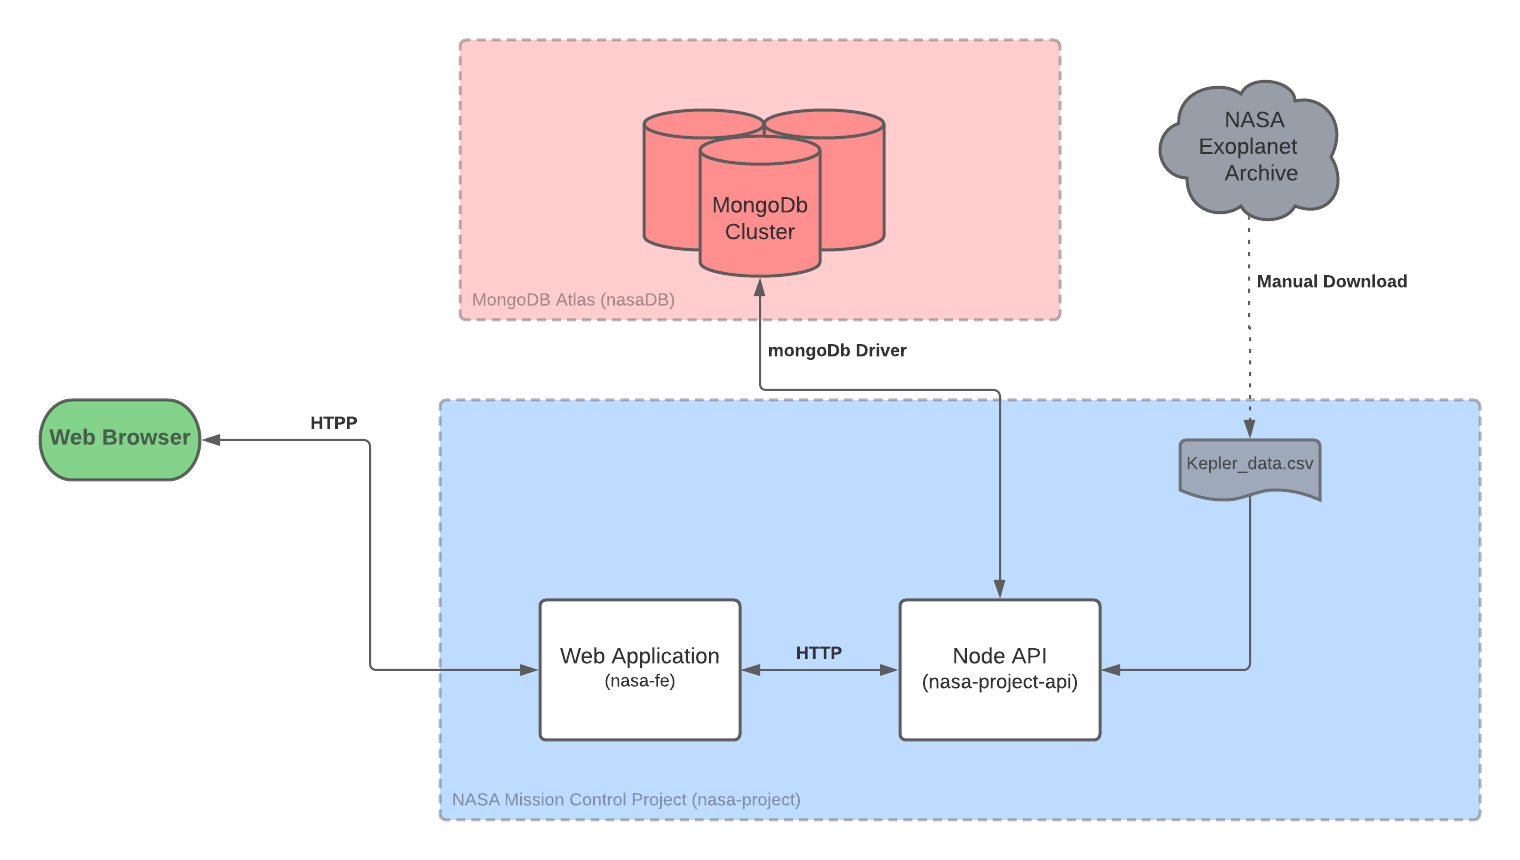 NASA
Exoplanet
Archive
MongoDb
Cluster
MongoDB Atlas (nasaDB)
Manual Download
mongoDb Driver
HTPP
Web Browser
Kepler_data.csv
Web Application
(nasa-fe)
HTTP
Node API
(nasa-project-api)
NASA Mission Control Project (nasa-project)